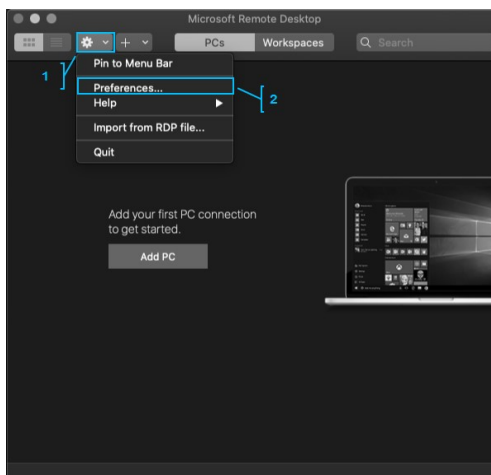 Microsoft Remote Desktop
PCs
Workspaces
Search
1
Pin to Menu Bar
Preferences...
2
Help
Import from RDP file...
Quit
Add your first PC connection
to get started.
Add PC